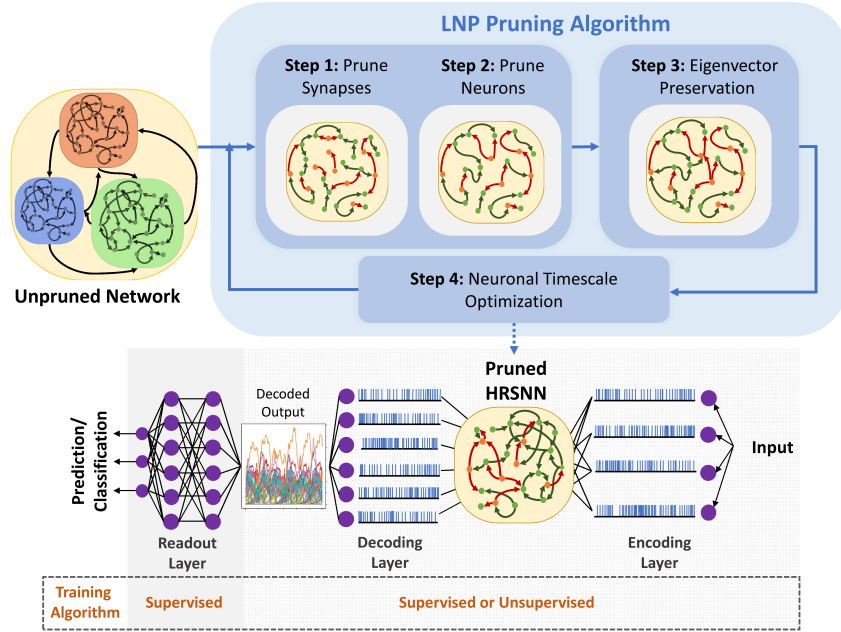 LNP Pruning Algorithm
Step 1: Prune
Synapses
Step 2: Prune
Neurons
Step 3: Eigenvector
Preservation
Unpruned Network
Step 4: Neuronal Timescale
Optimization
Pruned
HRSNN
Decoded
Output
Prediction/
Classification
Input
Readout
Layer
Decoding
Layer
Encoding
Layer
Training
Algorithm
Supervised
Supervised or Unsupervised